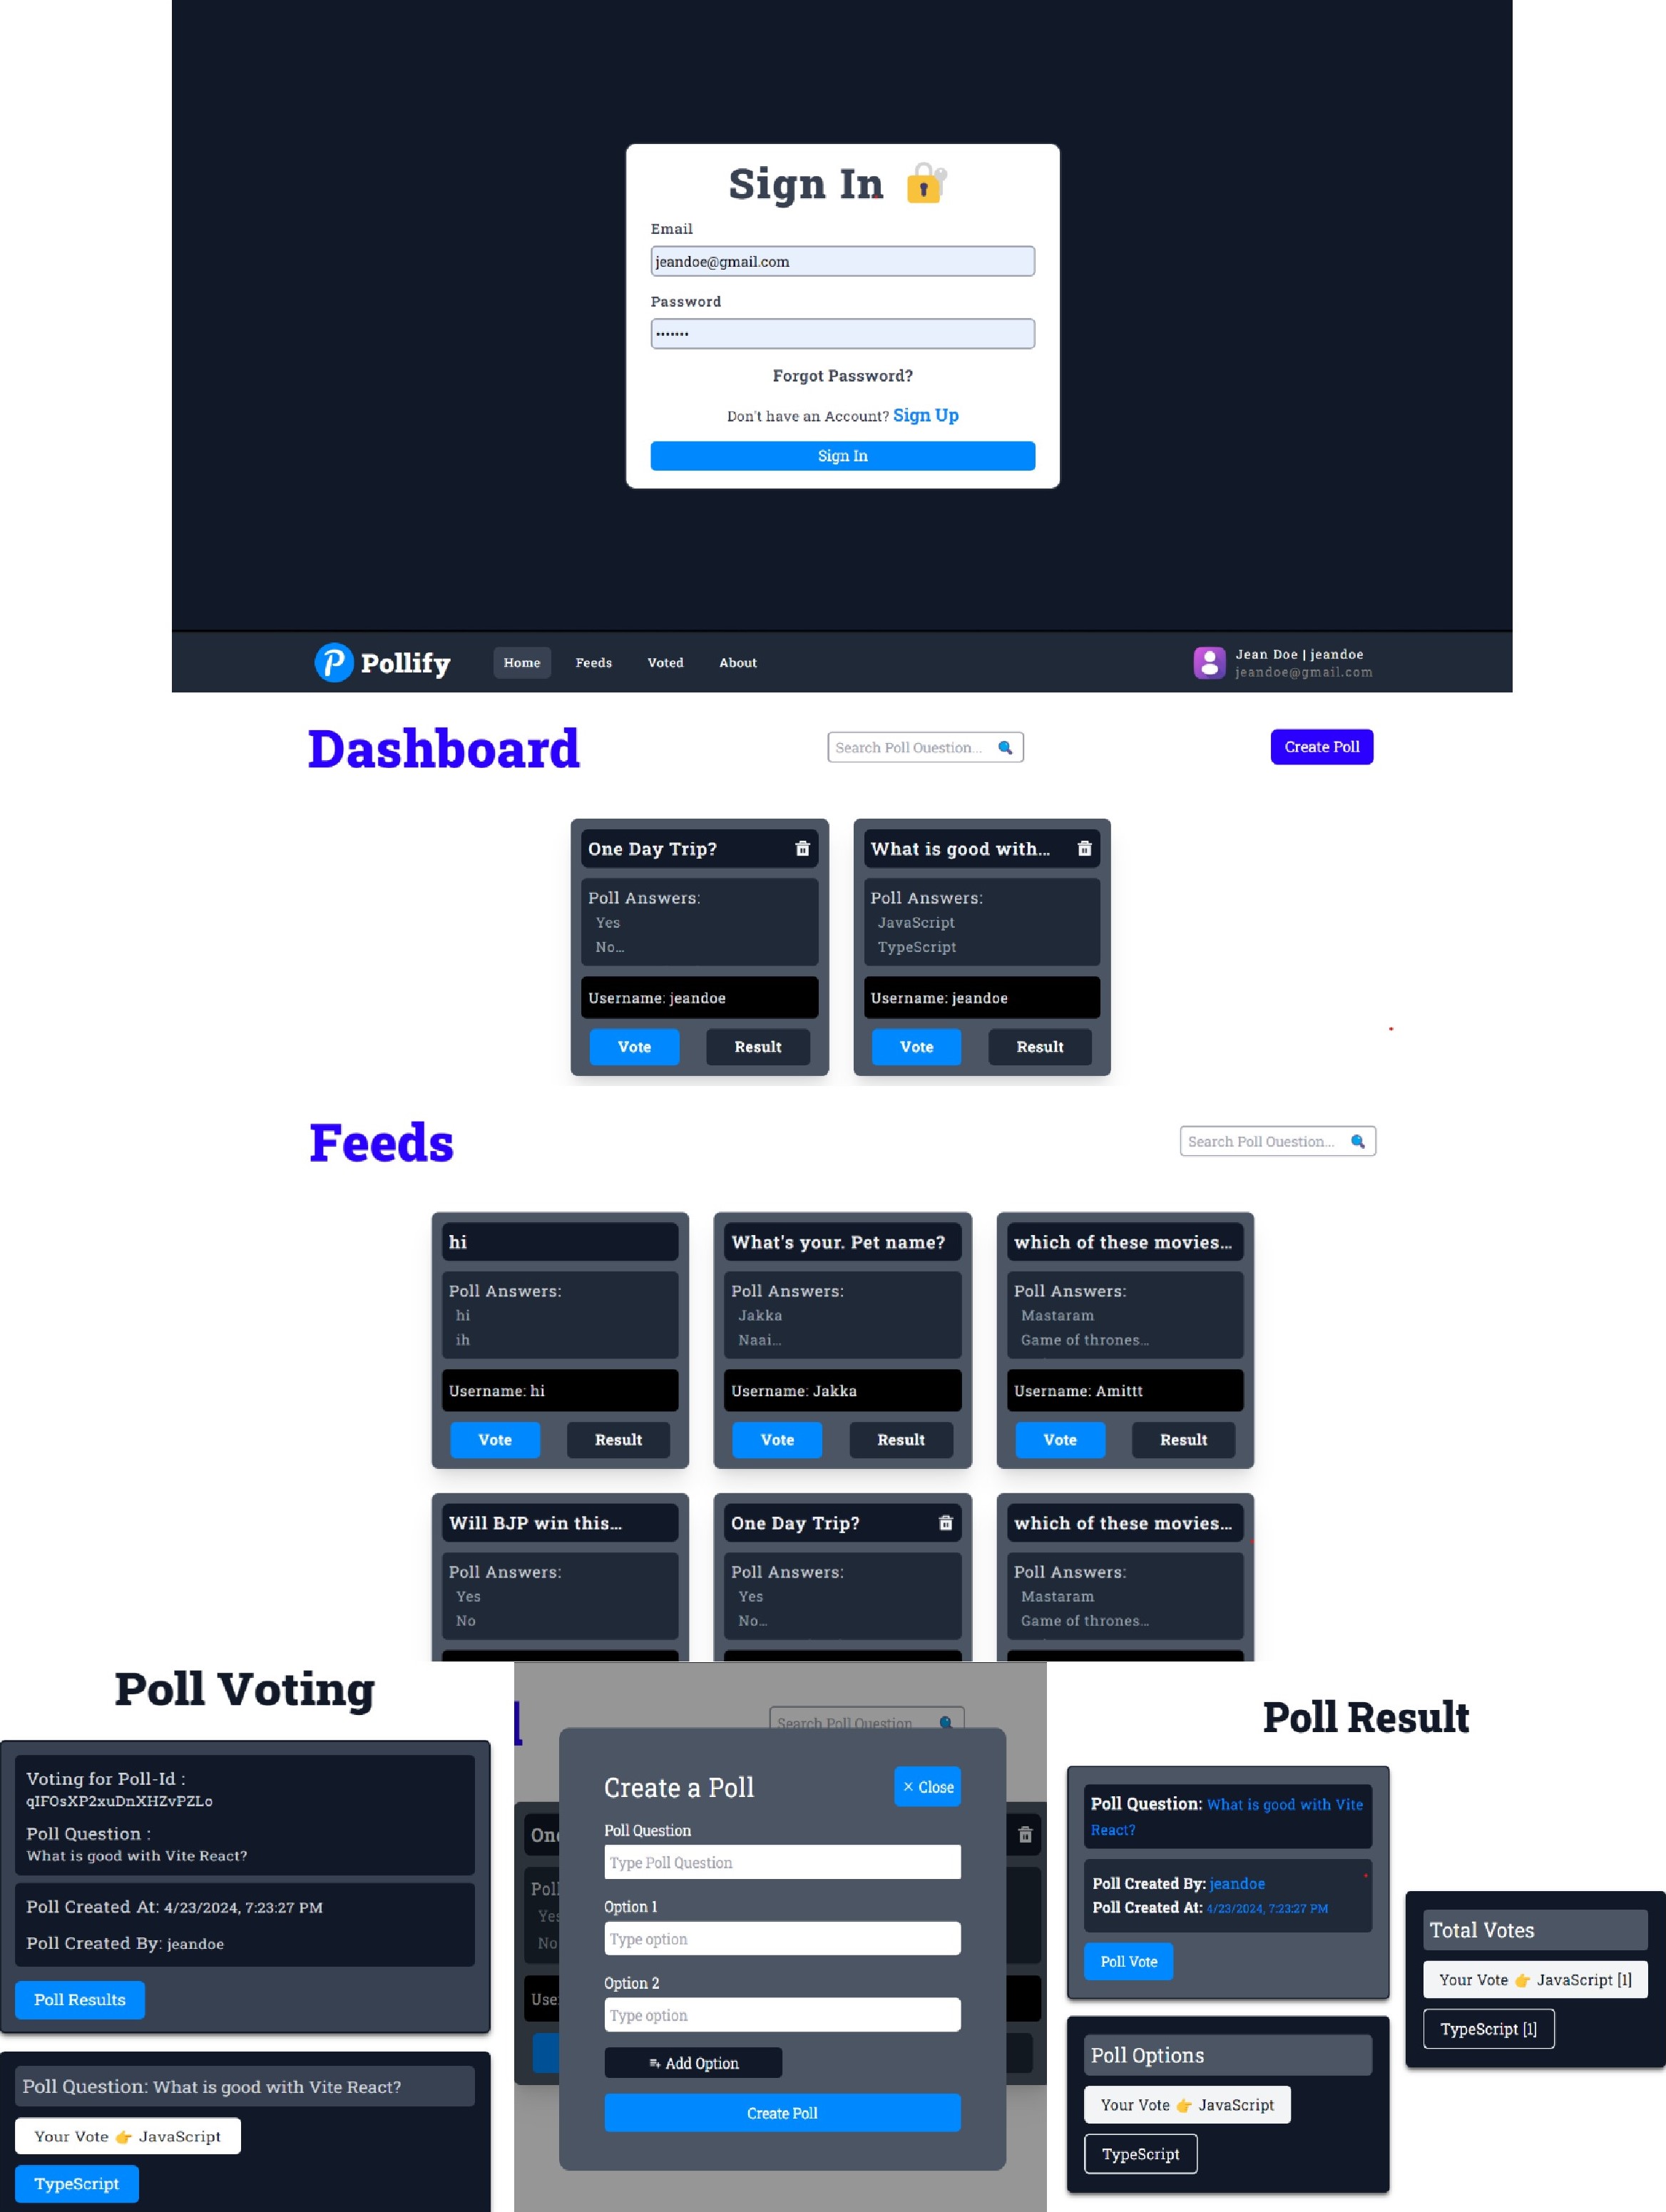 Sign In
Email
jeandoe@gmail.com
Password
•••••••
Forgot Password?
Don't have an Account? Sign Up
Sign In
Pollify
Home
Feeds
Voted
About
Jean Doe | jeandoe
jeandoe@gmail.com
Dashboard
Search Poll Question...
Create Poll
One Day Trip?
Poll Answers:
Yes
No...
Username: jeandoe
Vote
Result
What is good with...
Poll Answers:
JavaScript
TypeScript
Username: jeandoe
Vote
Result
Feeds
Search Poll Question...
hi
Poll Answers:
hi
ih
Username: hi
Vote
Result
What's your. Pet name?
Poll Answers:
Jakka
Naai...
Username: Jakka
Vote
Result
which of these movies...
Poll Answers:
Mastaram
Game of thrones...
Username: Amittt
Vote
Result
Will BJP win this...
Poll Answers:
Yes
No
One Day Trip?
Poll Answers:
Yes
No...
which of these movies...
Poll Answers:
Mastaram
Game of thrones...
Poll Voting
Voting for Poll-Id :
qIFOsXP2xuDnXHZvPZLo
Poll Question :
What is good with Vite React?
Poll Created At: 4/23/2024, 7:23:27 PM
Poll Created By: jeandoe
Poll Results
Poll Question: What is good with Vite React?
Your Vote 👉 JavaScript
TypeScript
Search Poll Question
One
Poll
Yes
No
Use
Create a Poll
× Close
Poll Question
Type Poll Question
Option 1
Type option
Option 2
Type option
Add Option
Create Poll
Poll Result
Poll Question: What is good with Vite
React?
Poll Created By: jeandoe
Poll Created At: 4/23/2024, 7:23:27 PM
Poll Vote
Poll Options
Your Vote 👉 JavaScript
TypeScript
Total Votes
Your Vote 👉 JavaScript [1]
TypeScript [1]